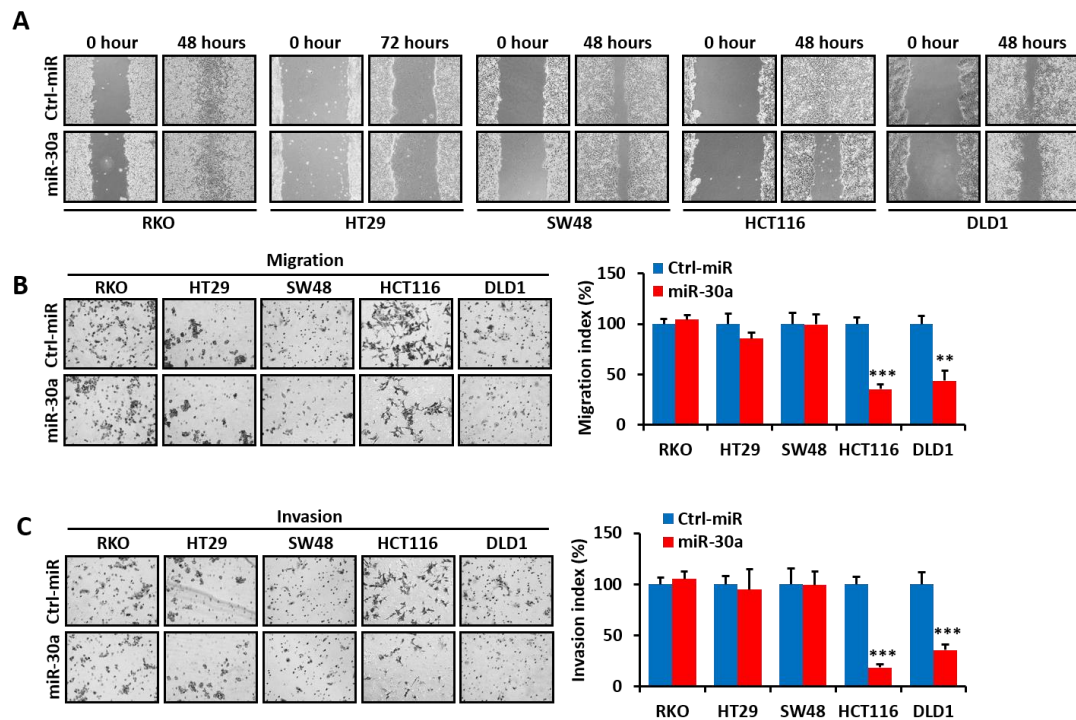 A
0 hour 48 hours 0 hour 72 hours 0 hour 48 hours 0 hour 48 hours 0 hour 48 hours
Ctrl-miR
miR-30a
RKO HT29 SW48 HCT116 DLD1
B
Migration
RKO HT29 SW48 HCT116 DLD1
Ctrl-miR
miR-30a
Ctrl-miR
miR-30a
Migration index (%)
150
100
50
0
*** **
RKO HT29 SW48 HCT116 DLD1
C
Invasion
RKO HT29 SW48 HCT116 DLD1
Ctrl-miR
miR-30a
Ctrl-miR
miR-30a
Invasion index (%)
150
100
50
0
*** ***
RKO HT29 SW48 HCT116 DLD1